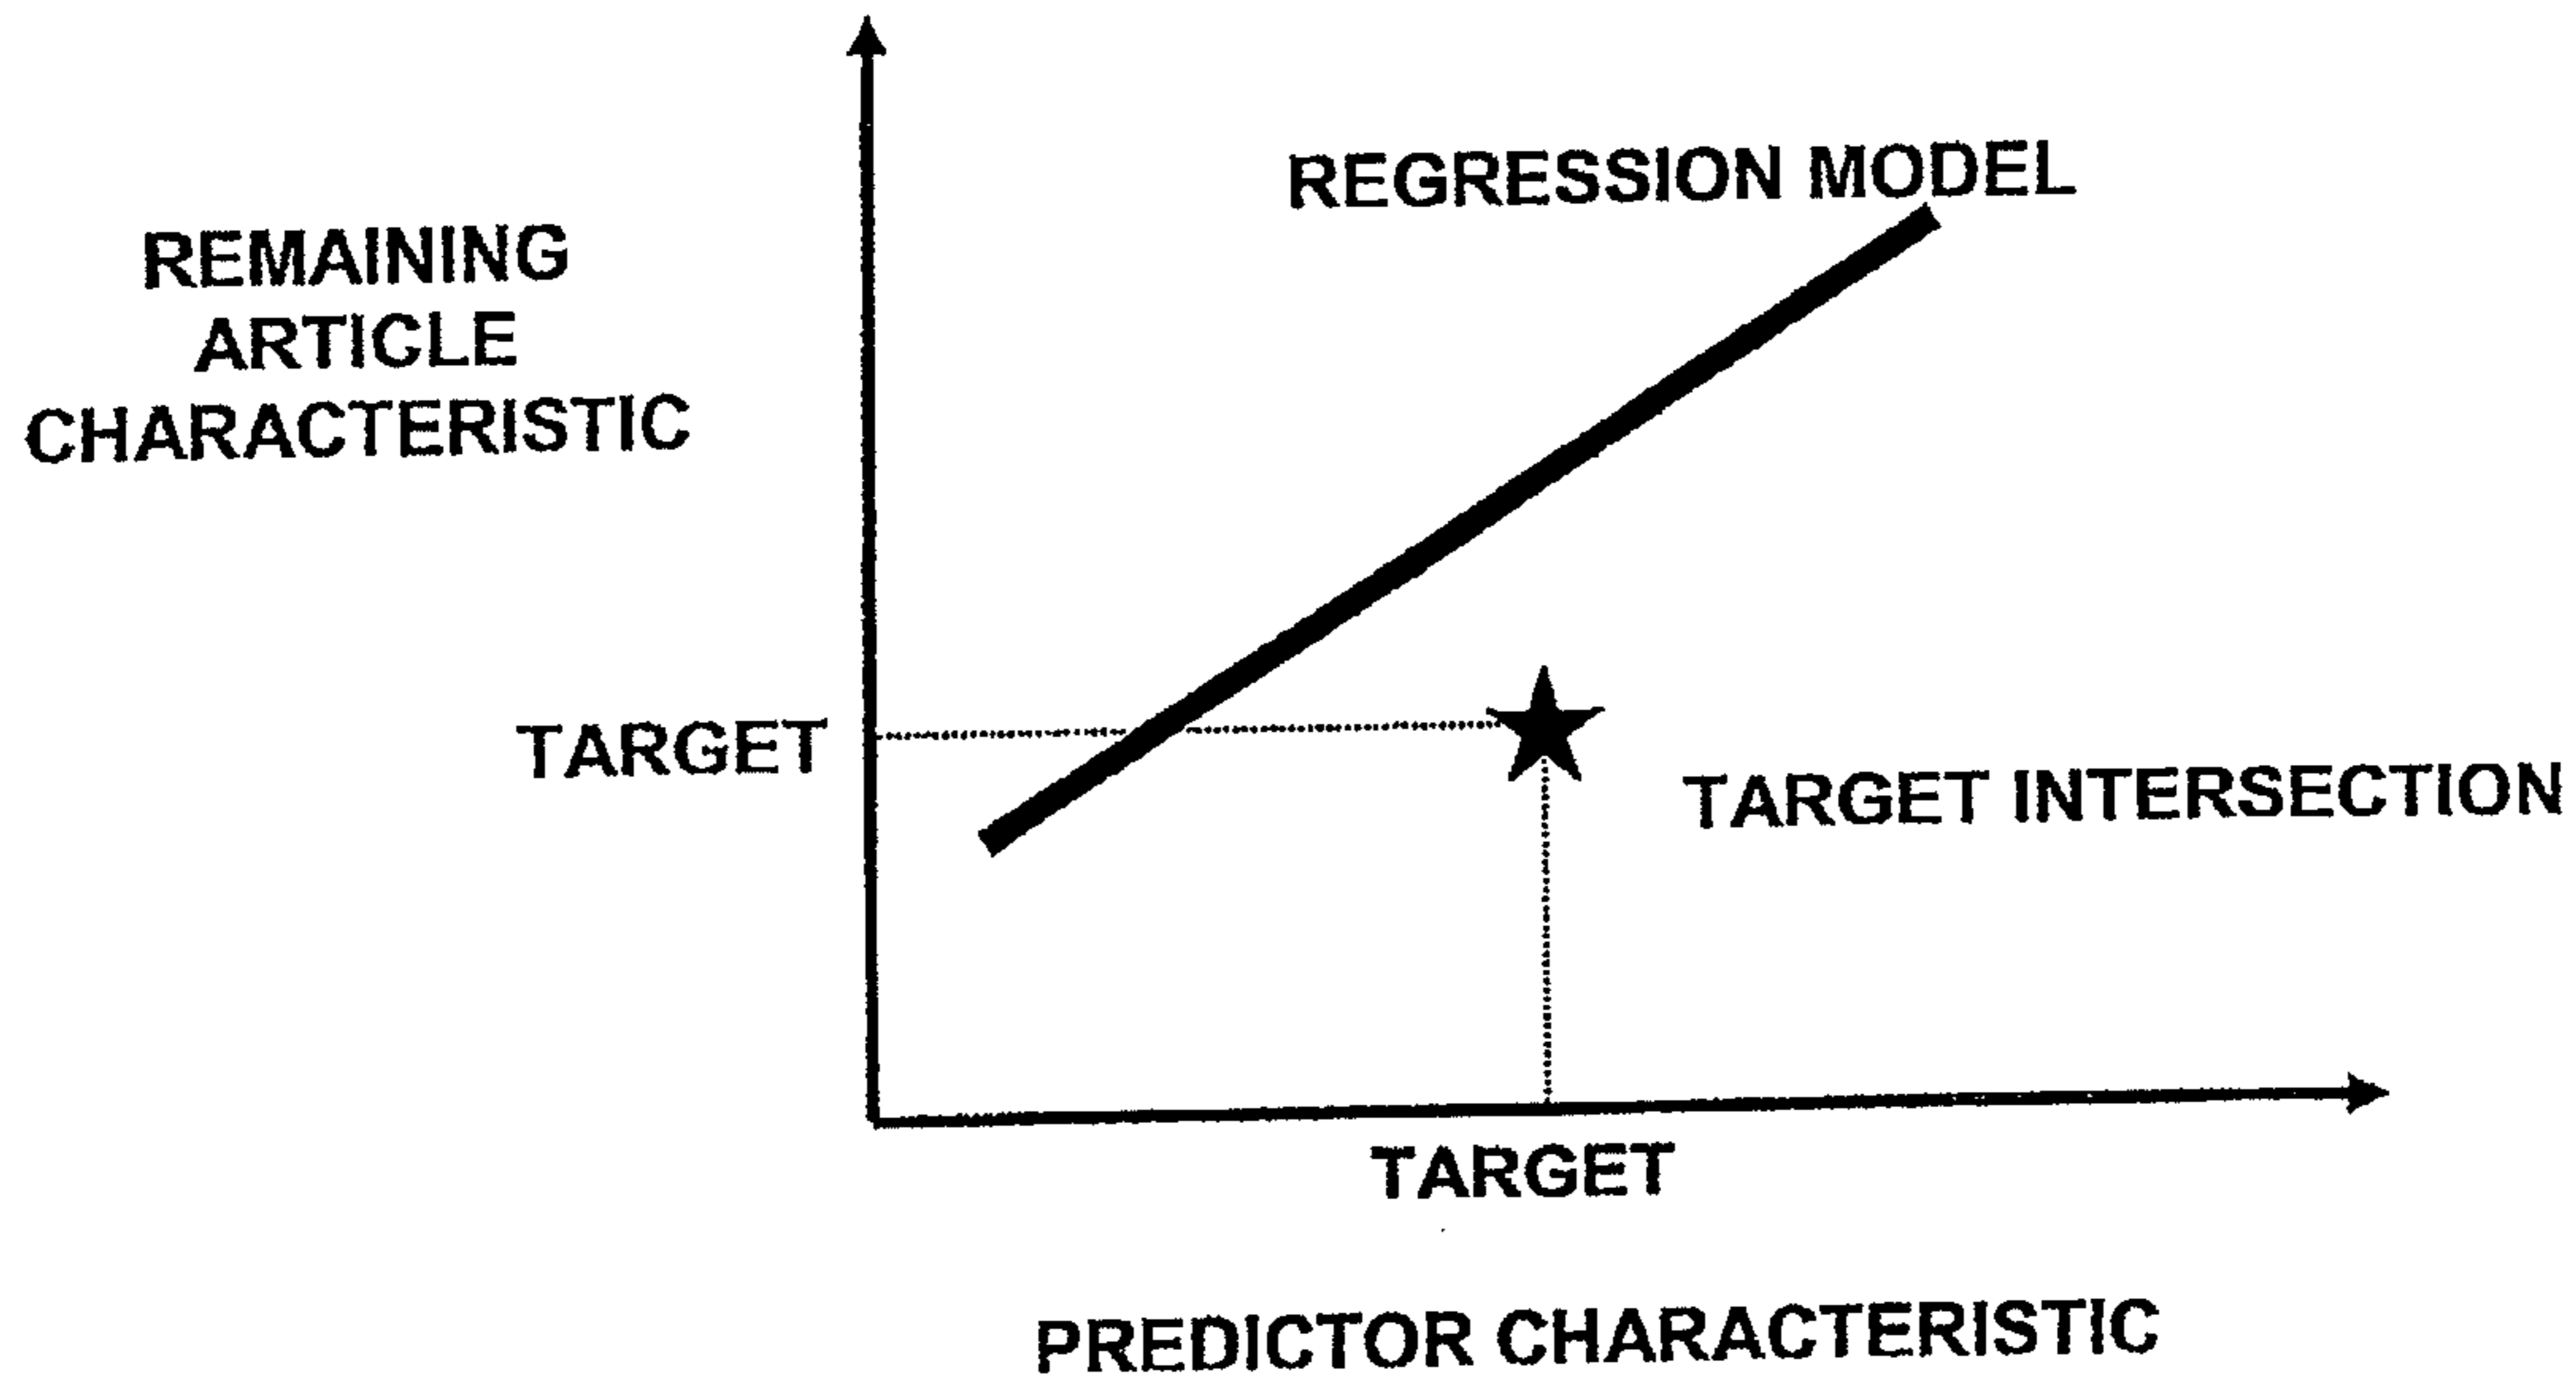 REGRESSION MODEL
REMAINING
ARTICLE
CHARACTERISTIC
TARGET
TARGET INTERSECTION
TARGET
PREDICTOR CHARACTERISTIC